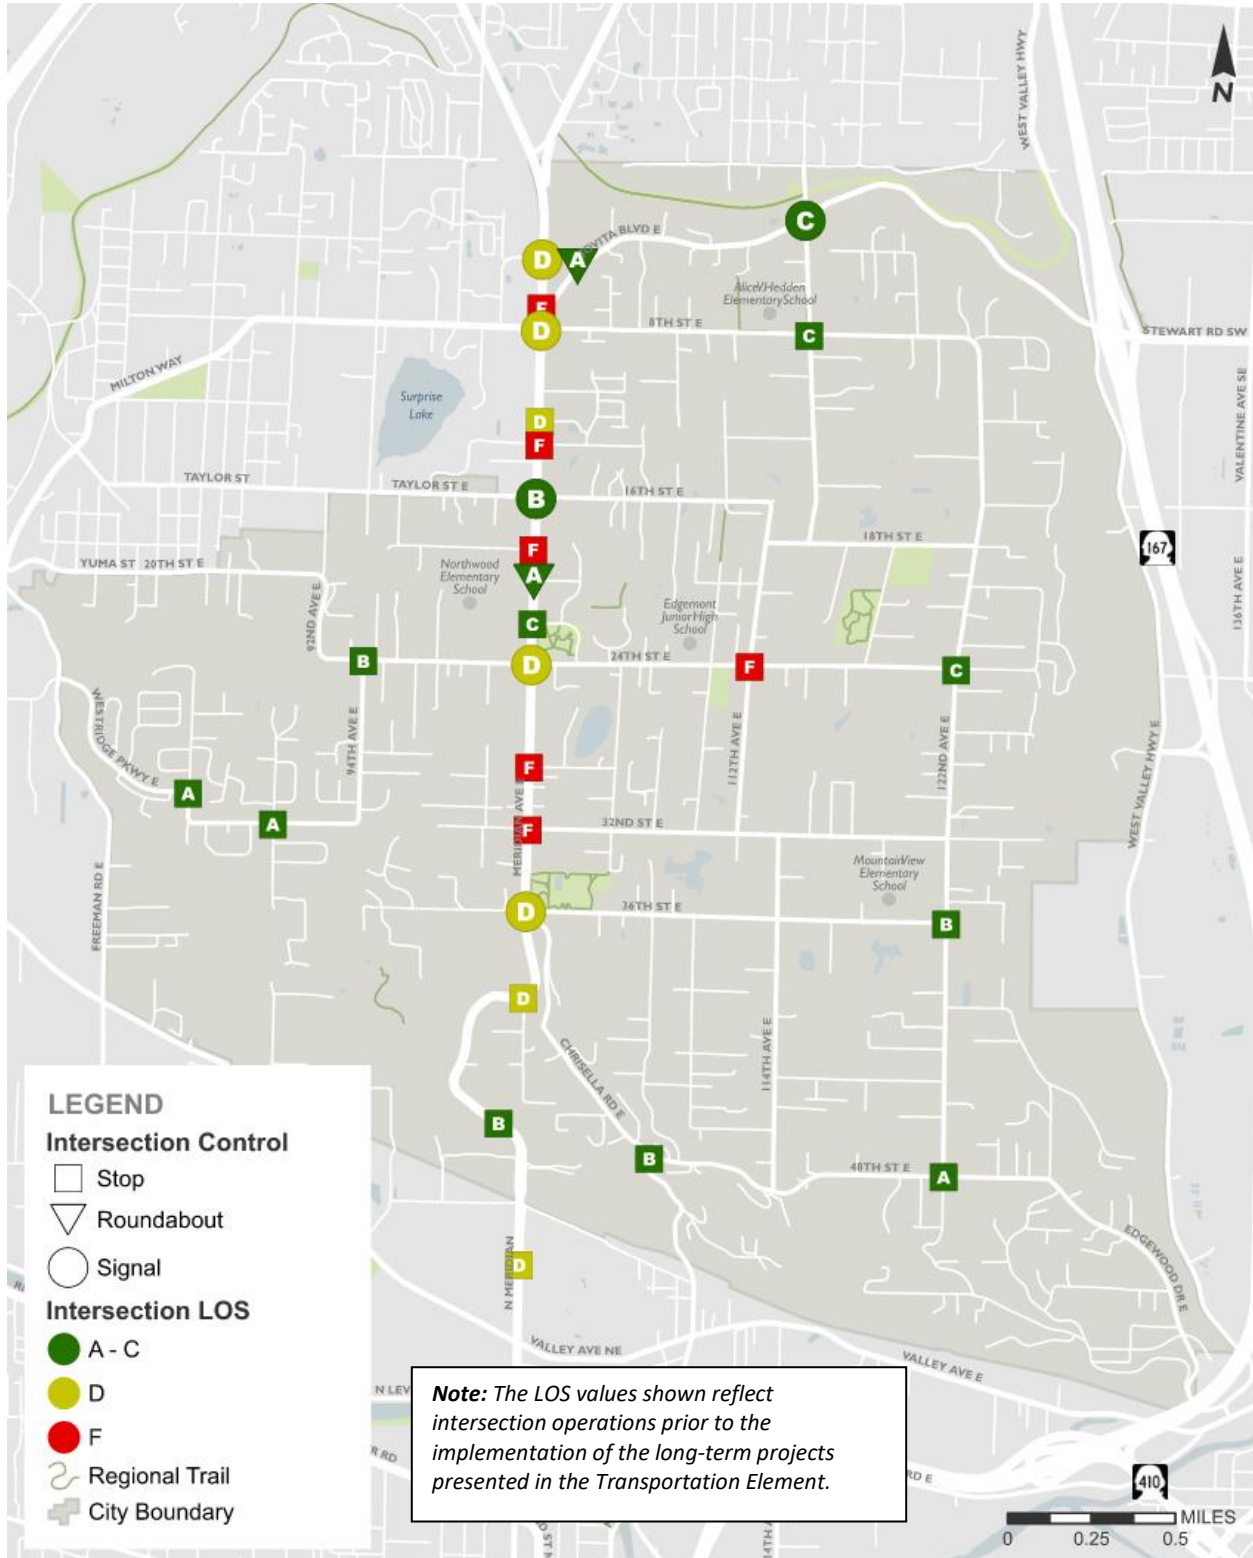 WEST VALLEY HWY
N
C
JOVITA BLVD E
D
A
Alice V. Hedden
Elementary School
F
D
8TH ST E
C
STEWART RD SW
MILTON WAY
Surprise
Lake
VALENTINE AVE SE
D
F
TAYLOR ST
TAYLOR ST E
B
16TH ST E
18TH ST E
167
F
YUMA ST
20TH ST E
Northwood
Elementary
School
A
136TH AVE E
92ND AVE E
Edgemont
Junior High
School
C
B
D
24TH ST E
F
C
WESTRIDGE PKWY E
94TH AVE E
112TH AVE E
122ND AVE E
WEST VALLEY HWY E
F
A
A
MERIDIAN AVE E
F
32ND ST E
Mountain View
Elementary
School
FREEMAN RD E
D
36TH ST E
B
D
CHRISELLA RD E
114TH AVE E
B
B
48TH ST E
A
EDGEWOOD DR E
N MERIDIAN
D
VALLEY AVE NE
VALLEY AVE E
N LEV
R RD
RD E
410
LEGEND
Intersection Control
Stop
Roundabout
Signal
Intersection LOS
A - C
D
F
Regional Trail
City Boundary
Note: The LOS values shown reflect
intersection operations prior to the
implementation of the long-term projects
presented in the Transportation Element.
MILES
0 0.25 0.5